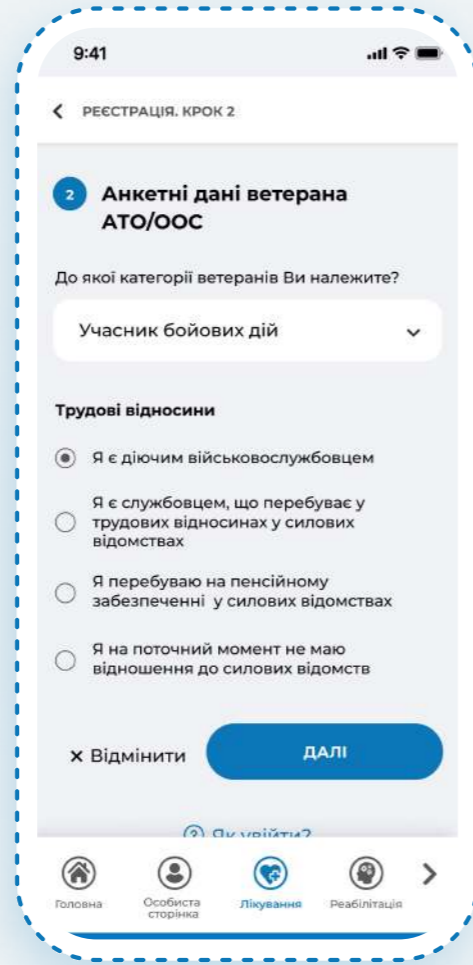 9:41
РЕЄСТРАЦІЯ. КРОК 2
2 Анкетні дані ветерана
АТО/ООС
До якої категорії ветеранів Ви належите?
Учасник бойових дій
Трудові відносини
Я є діючим військовослужбовцем
Я є службовцем, що перебуває у
трудових відносинах у силових
відомствах
Я перебуваю на пенсійному
забезпеченні у силових відомствах
Я на поточний момент не маю
відношення до силових відомств
× Відмінити
ДАЛІ
Як увійти?
Головна
Особиста
сторінка
Лікування
Реабілітація